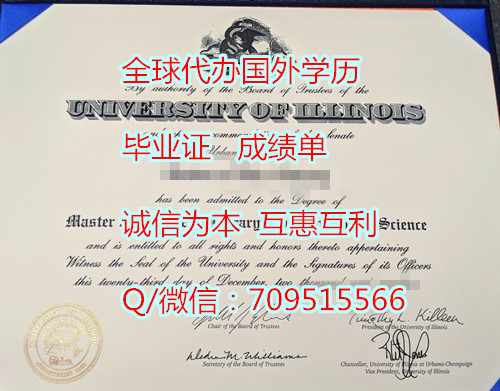 全球代办国外学历
By authority of the Board of Trustees of the
UNIVERSITY OF ILLINOIS
Urbana
毕业证 成绩单
has been admitted to the Degree of
Master Science
诚信为本 互惠互利
and is entitled to all rights and honors thereto appertaining
Witness the Seal of the University and the Signatures of its Officers
this twenty-third day of December, two thousand
Q/微信：709515566
Chair of the Board of Trustees
President of the University of Illinois
Secretary of the Board of Trustees
Chancellor, University of Illinois at Urbana-Champaign
Vice President, University of Illinois